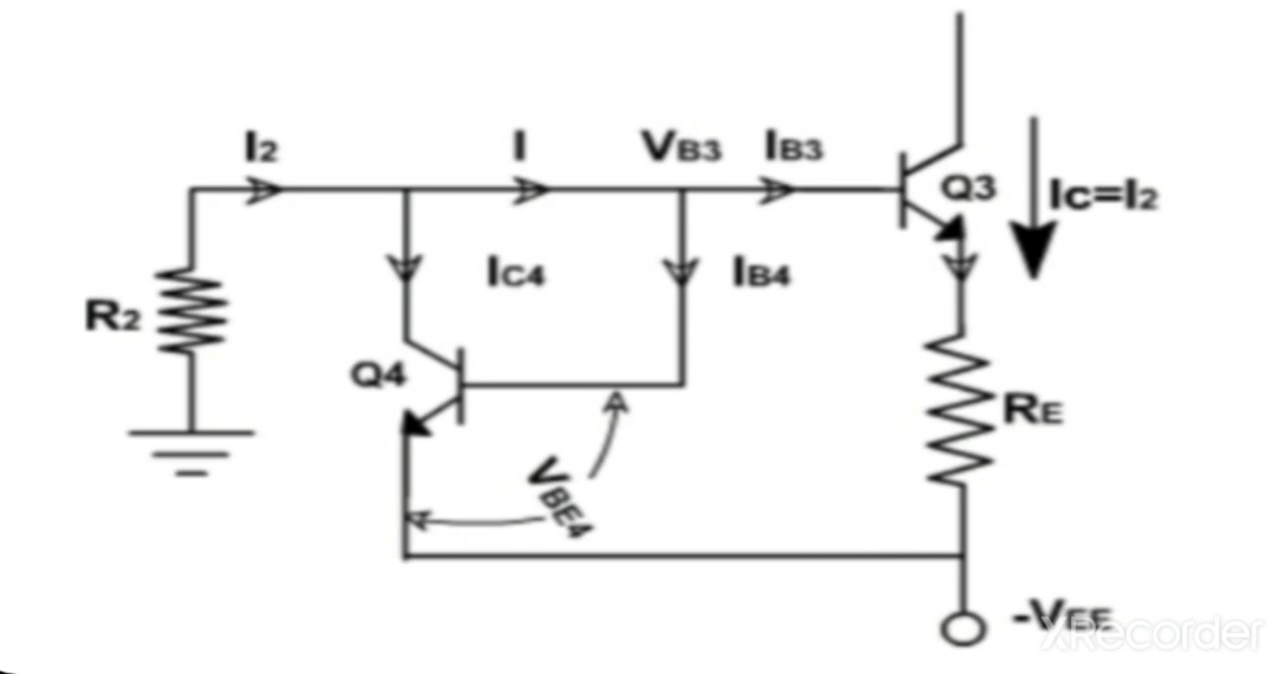 I2 I VB3 IB3
Q3
IC=I2
IC4 IB4
R2
Q4
RE
VBE4
-VEE
XRecorder